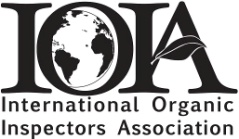 IOIA
International Organic
Inspectors Association